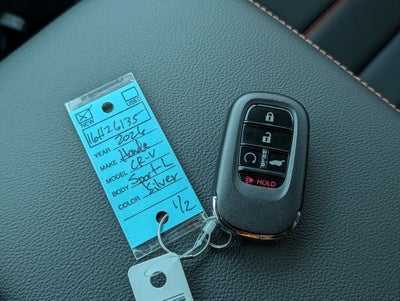 NEW
USED
16H26135
YEAR 2026
MAKE Honda
MODEL CR-V
BODY Sport-L
COLOR Silver
1/2
HOLD